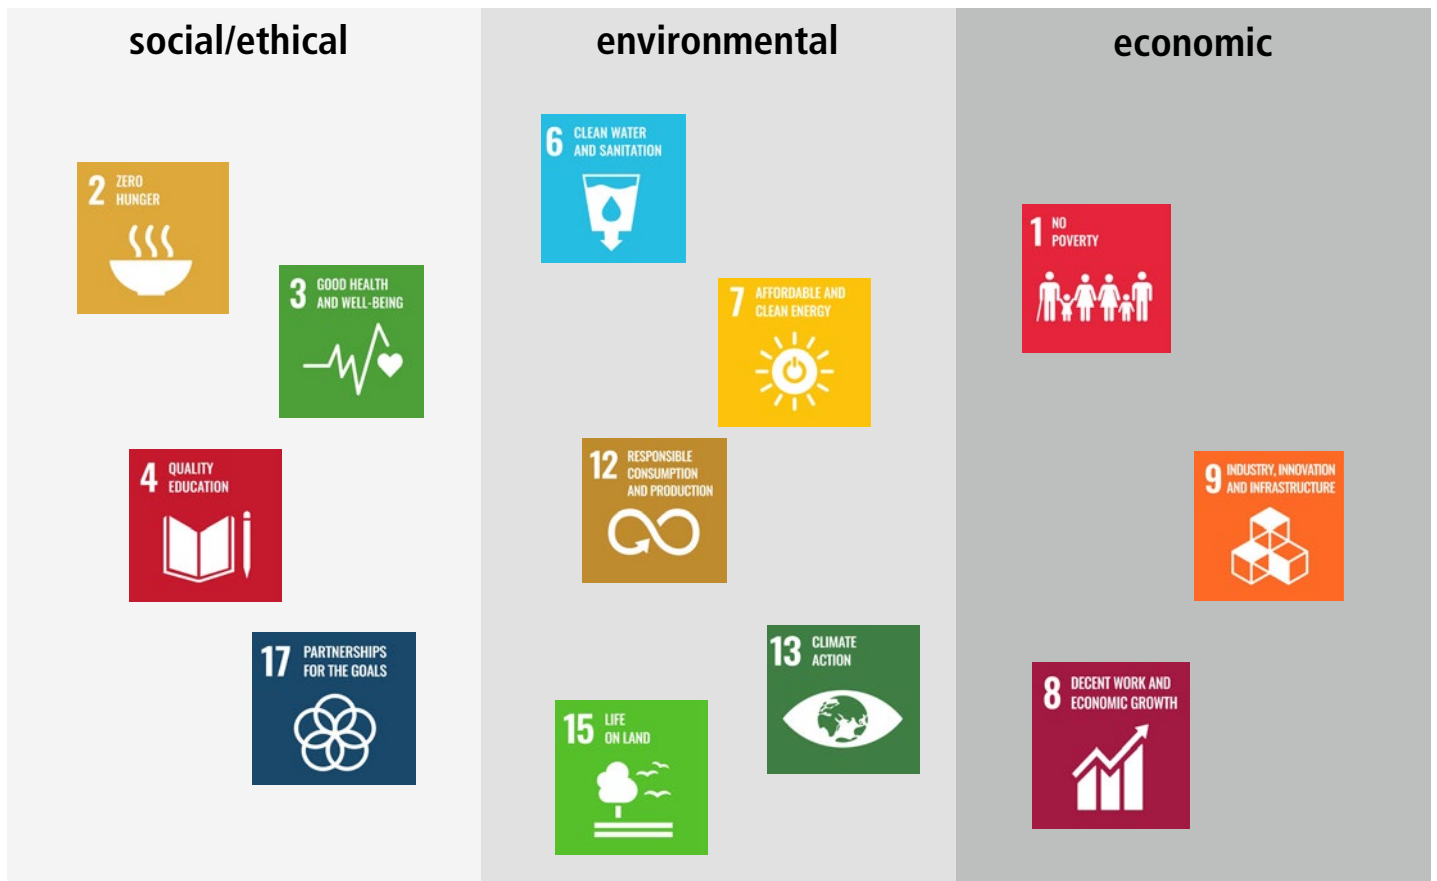 social/ethical
2 ZERO
HUNGER
3 GOOD HEALTH
AND WELL-BEING
4 QUALITY
EDUCATION
17 PARTNERSHIPS
FOR THE GOALS
environmental
6 CLEAN WATER
AND SANITATION
7 AFFORDABLE AND
CLEAN ENERGY
12 RESPONSIBLE
CONSUMPTION
AND PRODUCTION
13 CLIMATE
ACTION
15 LIFE
ON LAND
economic
1 NO
POVERTY
9 INDUSTRY, INNOVATION
AND INFRASTRUCTURE
8 DECENT WORK AND
ECONOMIC GROWTH